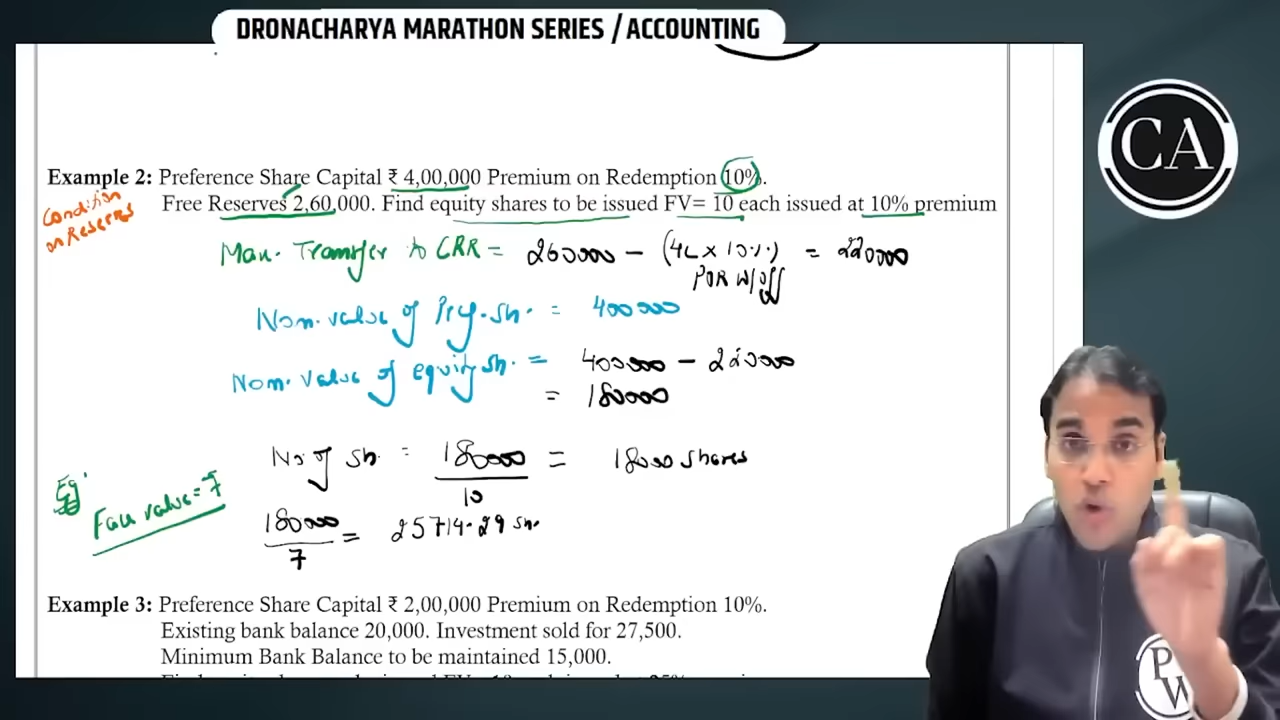 DRONACHARYA MARATHON SERIES / ACCOUNTING
CA
Example 2: Preference Share Capital ₹ 4,00,000 Premium on Redemption 10%.
Free Reserves 2,60,000. Find equity shares to be issued FV= 10 each issued at 10% premium
Condition
on Reserves
Max. Transfer to CRR = 260000 - (4L x 10%) = 220000
POR W/off
Nom. value of Pref. sh. = 400000
Nom. Value of equity sh. = 400000 - 220000
= 180000
No of sh. = 180000 / 10 = 18000 shares
Eg:
Face value = 7
180000 / 7 = 25714.29 sh.
Example 3: Preference Share Capital ₹ 2,00,000 Premium on Redemption 10%.
Existing bank balance 20,000. Investment sold for 27,500.
Minimum Bank Balance to be maintained 15,000.
PW